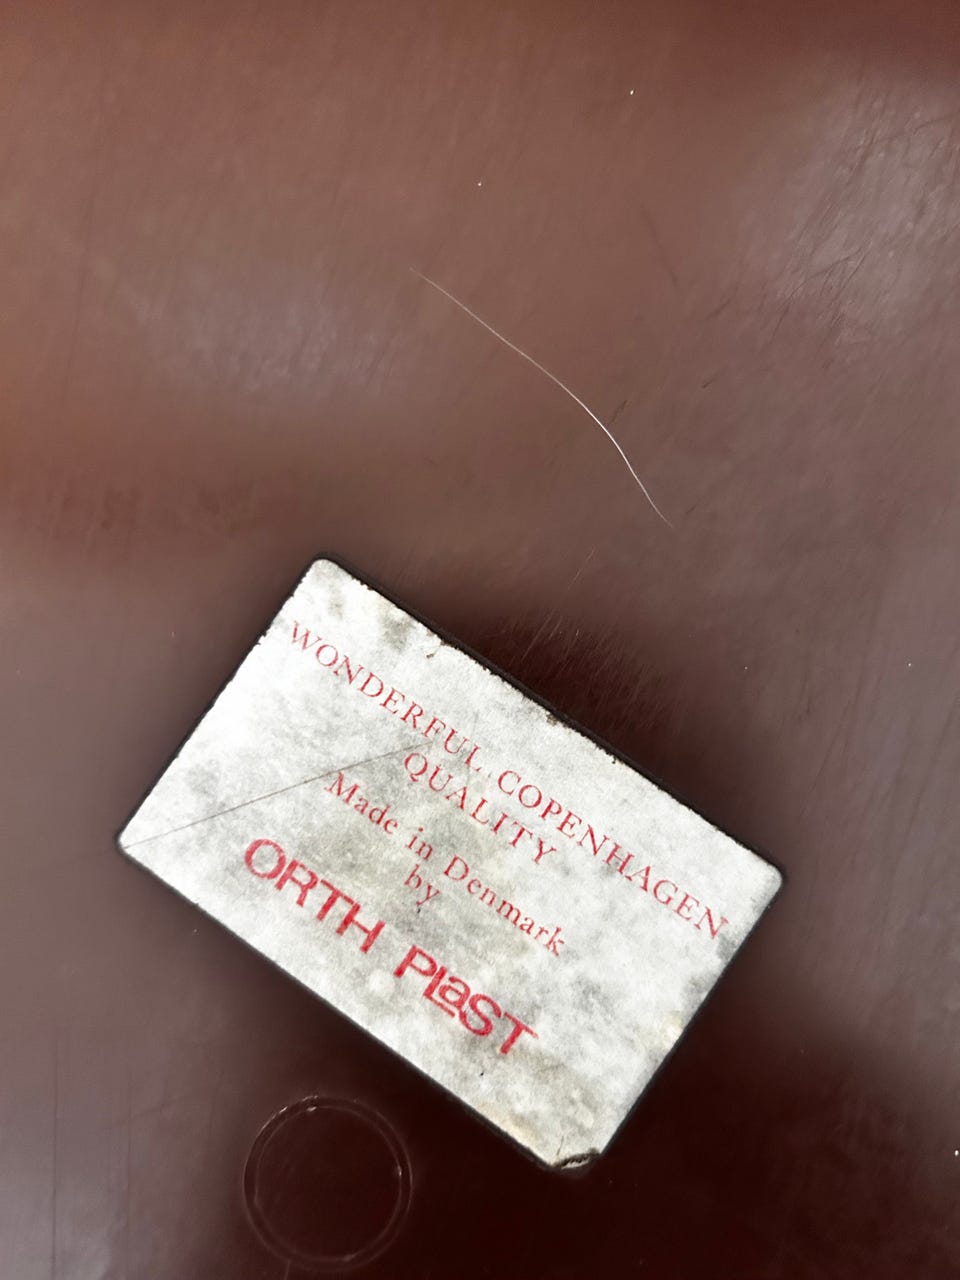 WONDERFUL COPENHAGEN
QUALITY
Made in Denmark
by
ORTH PLaST